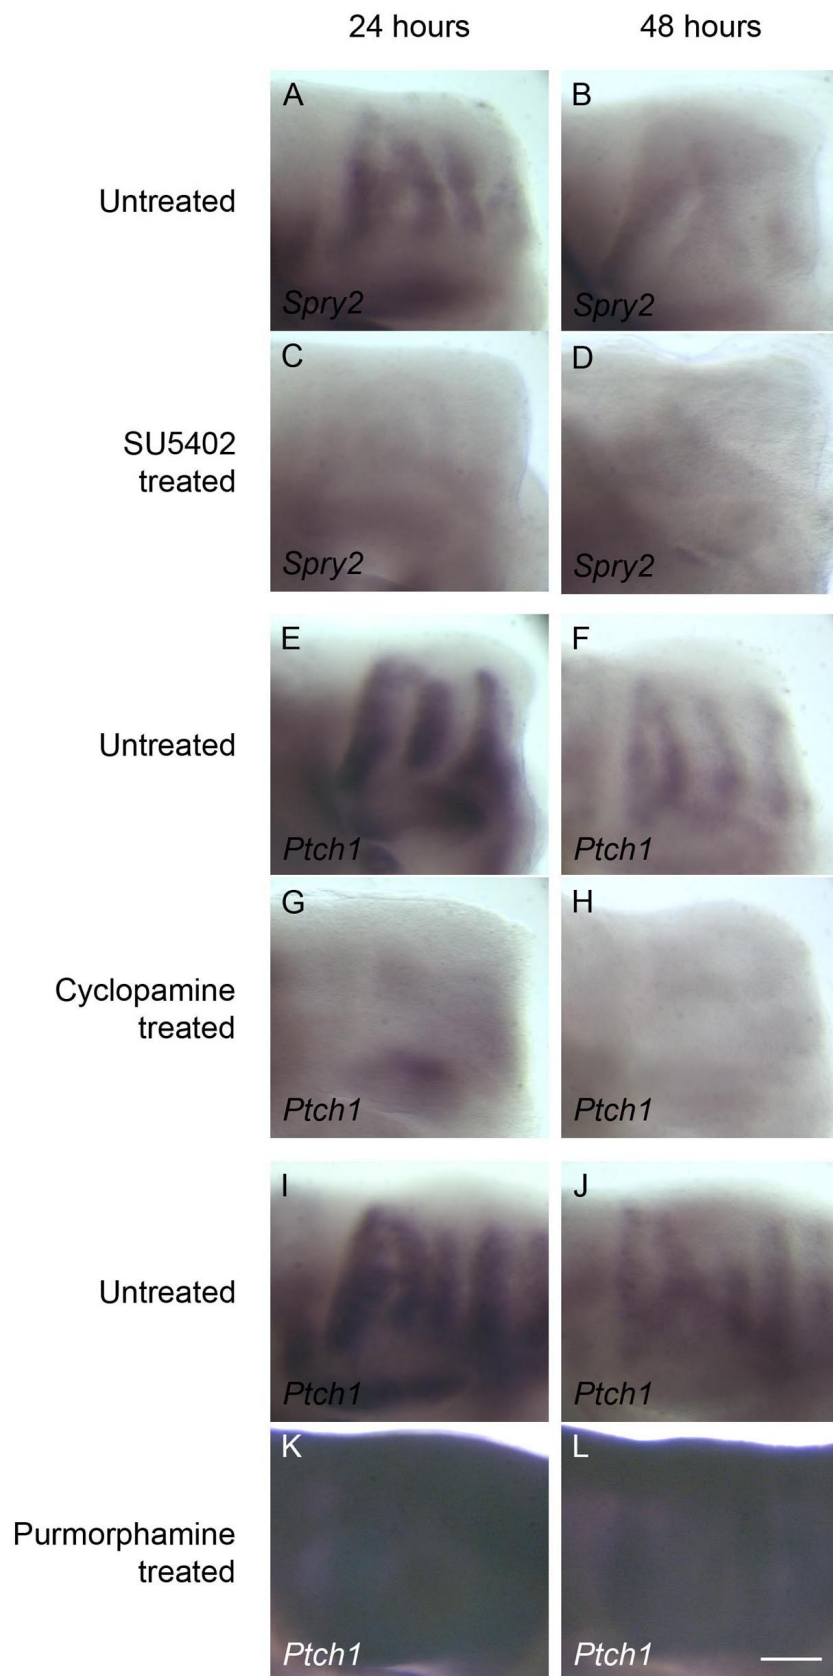 24 hours
48 hours
Untreated
A
Spry2
B
Spry2
SU5402
treated
C
Spry2
D
Spry2
Untreated
E
Ptch1
F
Ptch1
Cyclopamine
treated
G
Ptch1
H
Ptch1
Untreated
I
Ptch1
J
Ptch1
Purmorphamine
treated
K
Ptch1
L
Ptch1